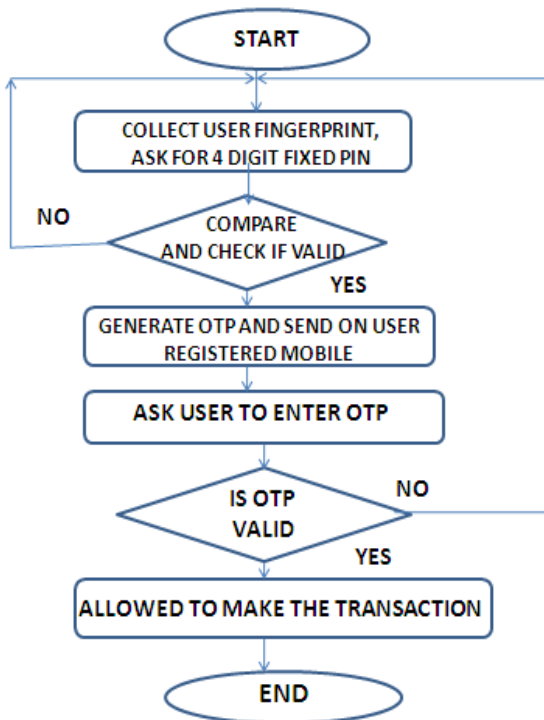 START
COLLECT USER FINGERPRINT,
ASK FOR 4 DIGIT FIXED PIN
NO
COMPARE
AND CHECK IF VALID
YES
GENERATE OTP AND SEND ON USER
REGISTERED MOBILE
ASK USER TO ENTER OTP
IS OTP
VALID
NO
YES
ALLOWED TO MAKE THE TRANSACTION
END